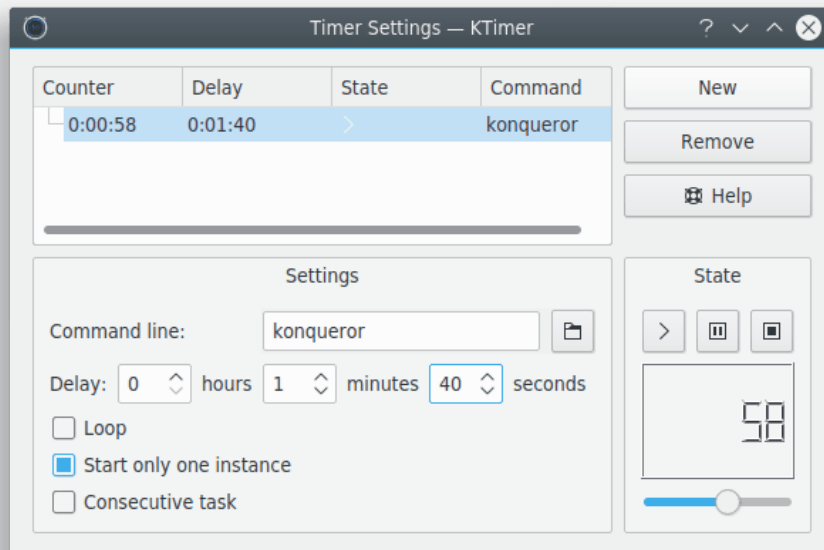 Timer Settings — KTimer
Counter Delay State Command
0:00:58 0:01:40 konqueror
New
Remove
Help
Settings
Command line: konqueror
Delay: 0 hours 1 minutes 40 seconds
Loop
Start only one instance
Consecutive task
State
58